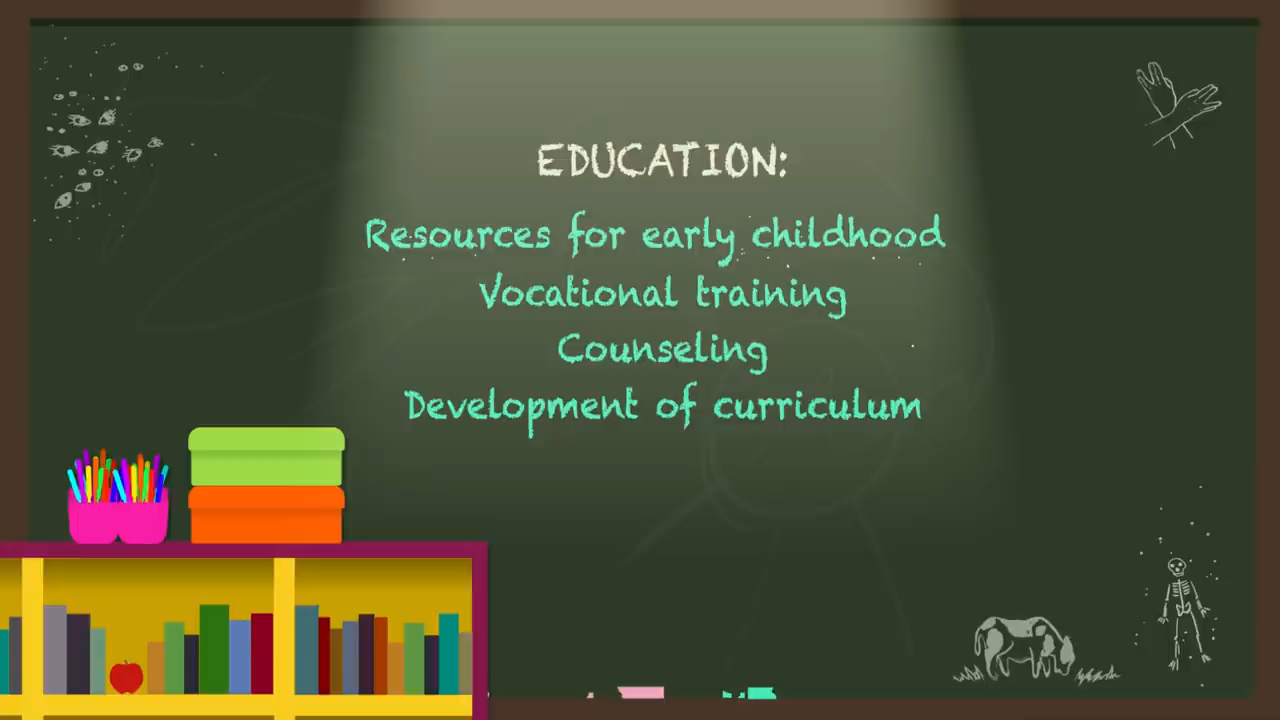 EDUCATION:
Resources for early childhood
Vocational training
Counseling
Development of curriculum